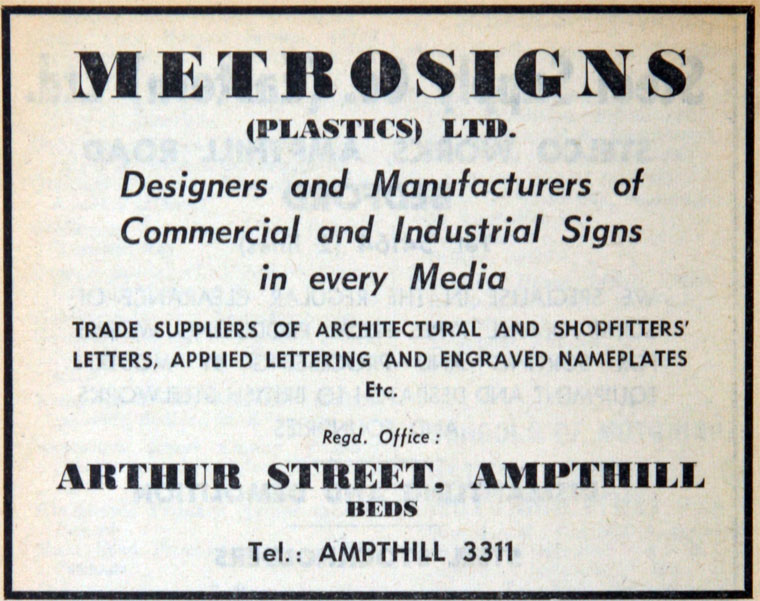 METROSIGNS
(PLASTICS) LTD.
Designers and Manufacturers of
Commercial and Industrial Signs
in every Media
TRADE SUPPLIERS OF ARCHITECTURAL AND SHOPFITTERS'
LETTERS, APPLIED LETTERING AND ENGRAVED NAMEPLATES
Etc.
Regd. Office:
ARTHUR STREET, AMPTHILL
BEDS
Tel.: AMPTHILL 3311